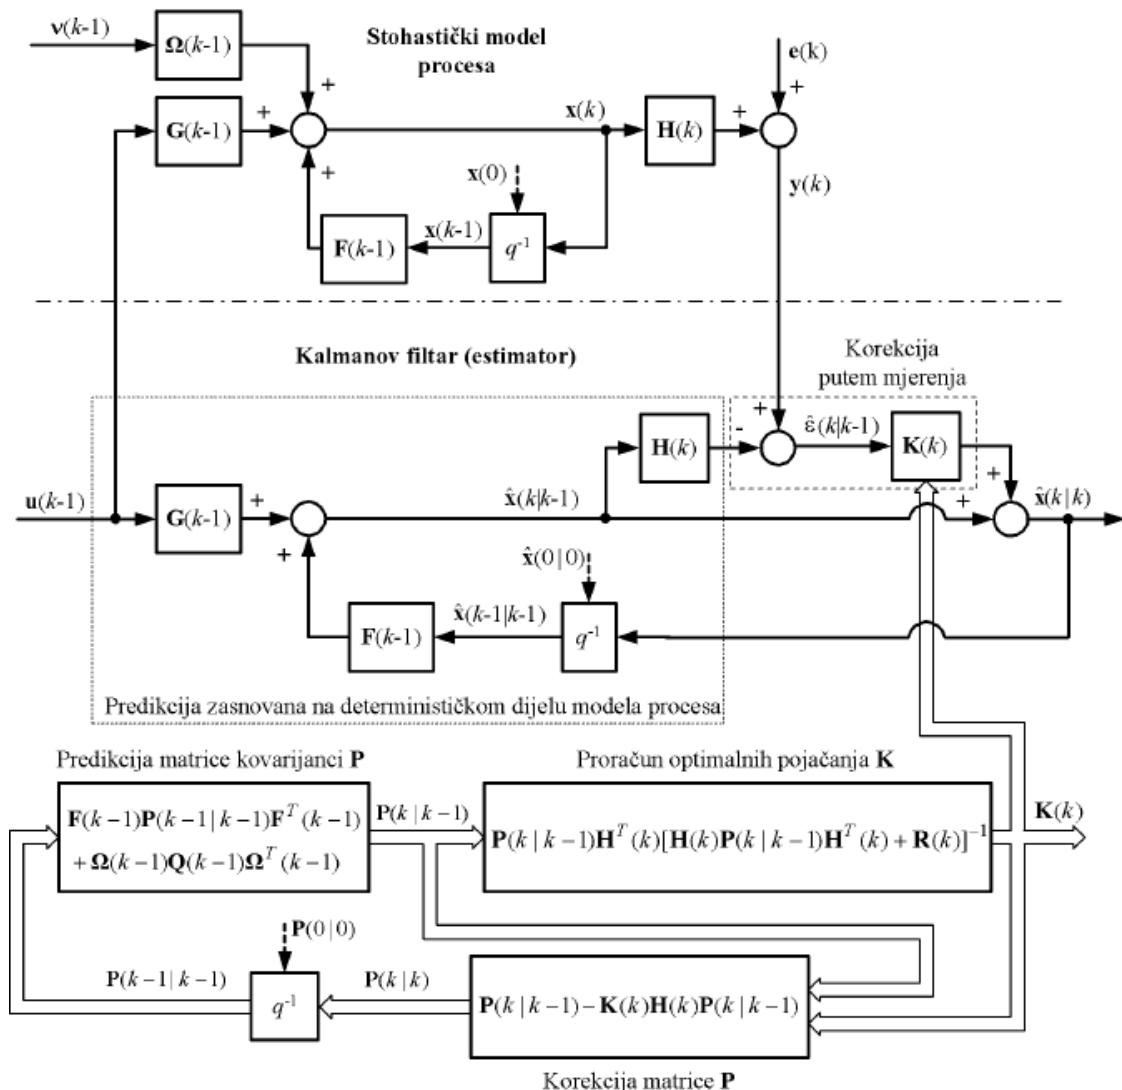 ν(k-1)
Ω(k-1)
Stohastički model
procesa
e(k)
+
+
G(k-1)
+
x(k)
H(k)
+
+
x(0)
y(k)
F(k-1)
x(k-1)
q⁻¹
Kalmanov filtar (estimator)
Korekcija
putem mjerenja
+
H(k)
-
ε̂(k|k-1)
K(k)
+
u(k-1)
G(k-1)
+
x̂(k|k-1)
+
x̂(k|k)
+
x̂(0|0)
F(k-1)
x̂(k-1|k-1)
q⁻¹
Predikcija zasnovana na determinističkom dijelu modela procesa
Predikcija matrice kovarijanci P
Proračun optimalnih pojačanja K
F(k−1)P(k−1|k−1)Fᵀ(k−1)
+ Ω(k−1)Q(k−1)Ωᵀ(k−1)
P(k|k−1)
P(k|k−1)Hᵀ(k)[H(k)P(k|k−1)Hᵀ(k)+R(k)]⁻¹
K(k)
P(0|0)
P(k−1|k−1)
q⁻¹
P(k|k)
P(k|k−1)−K(k)H(k)P(k|k−1)
Korekcija matrice P